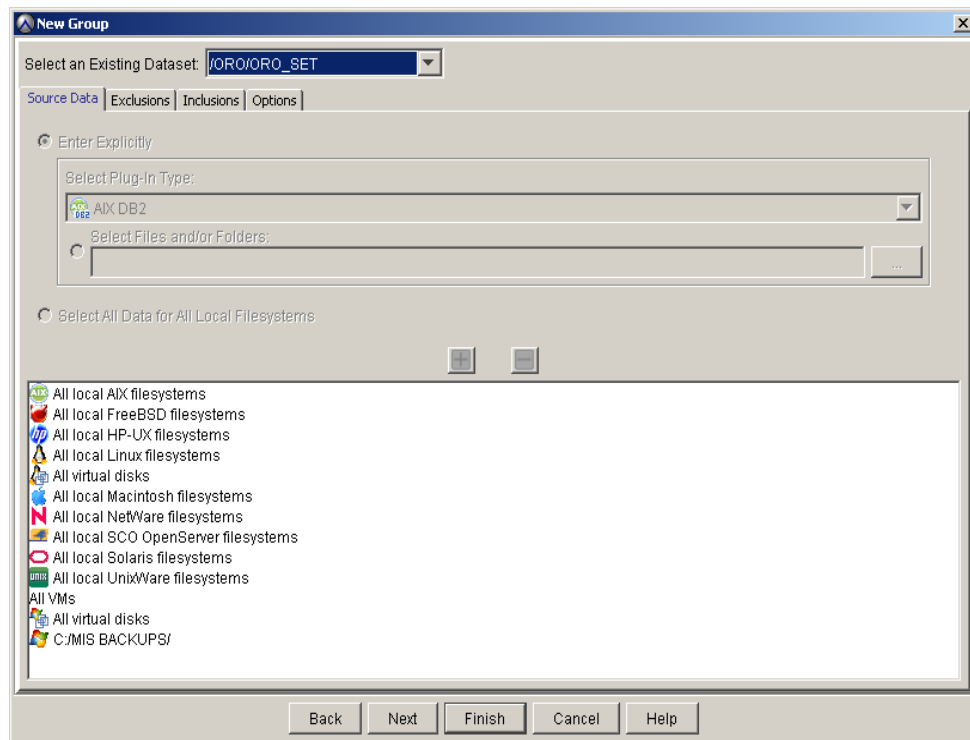 New Group
Select an Existing Dataset: /ORO/ORO_SET
Source Data Exclusions Inclusions Options
Enter Explicitly
Select Plug-In Type:
AIX DB2
Select Files and/or Folders:
...
Select All Data for All Local Filesystems
All local AIX filesystems
All local FreeBSD filesystems
All local HP-UX filesystems
All local Linux filesystems
All virtual disks
All local Macintosh filesystems
All local NetWare filesystems
All local SCO OpenServer filesystems
All local Solaris filesystems
All local UnixWare filesystems
All VMs
All virtual disks
C:/MIS BACKUPS/
Back Next Finish Cancel Help